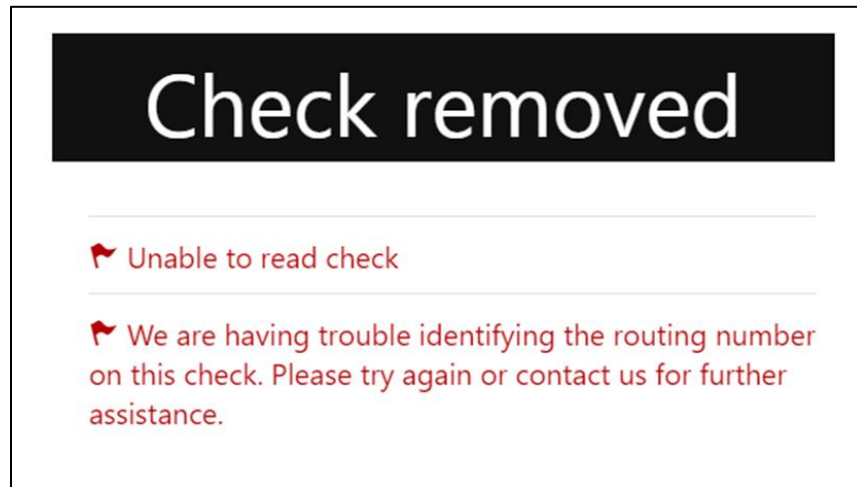 Check removed
Unable to read check
We are having trouble identifying the routing number
on this check. Please try again or contact us for further
assistance.